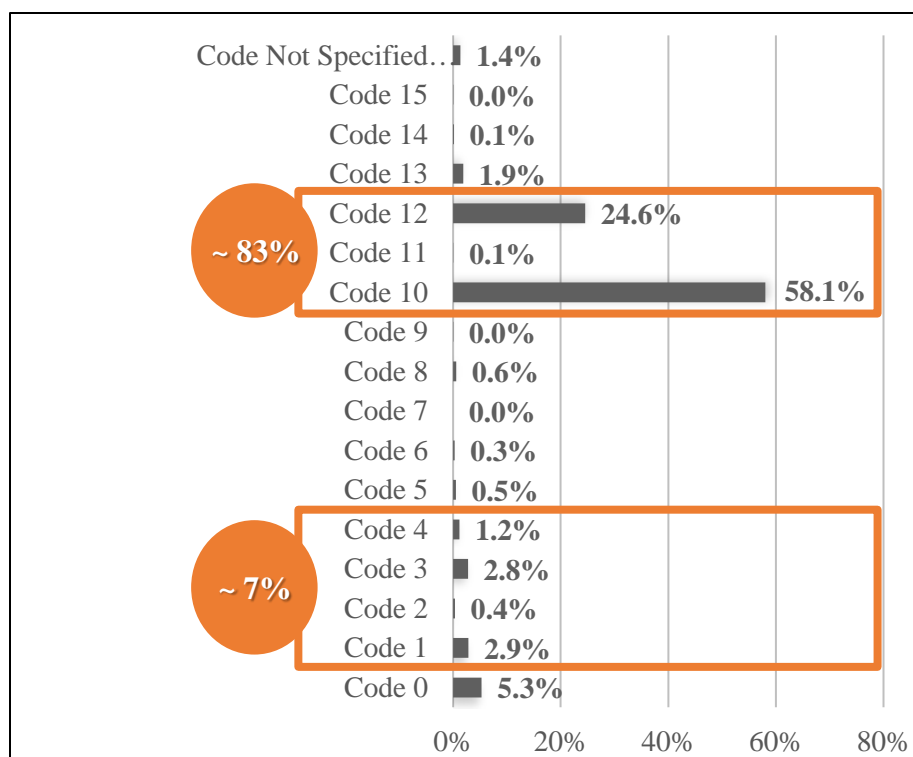 Code Not Specified… 1.4%
Code 15 0.0%
Code 14 0.1%
Code 13 1.9%
Code 12 24.6%
~ 83% Code 11 0.1%
Code 10 58.1%
Code 9 0.0%
Code 8 0.6%
Code 7 0.0%
Code 6 0.3%
Code 5 0.5%
Code 4 1.2%
Code 3 2.8%
~ 7% Code 2 0.4%
Code 1 2.9%
Code 0 5.3%
0% 20% 40% 60% 80%